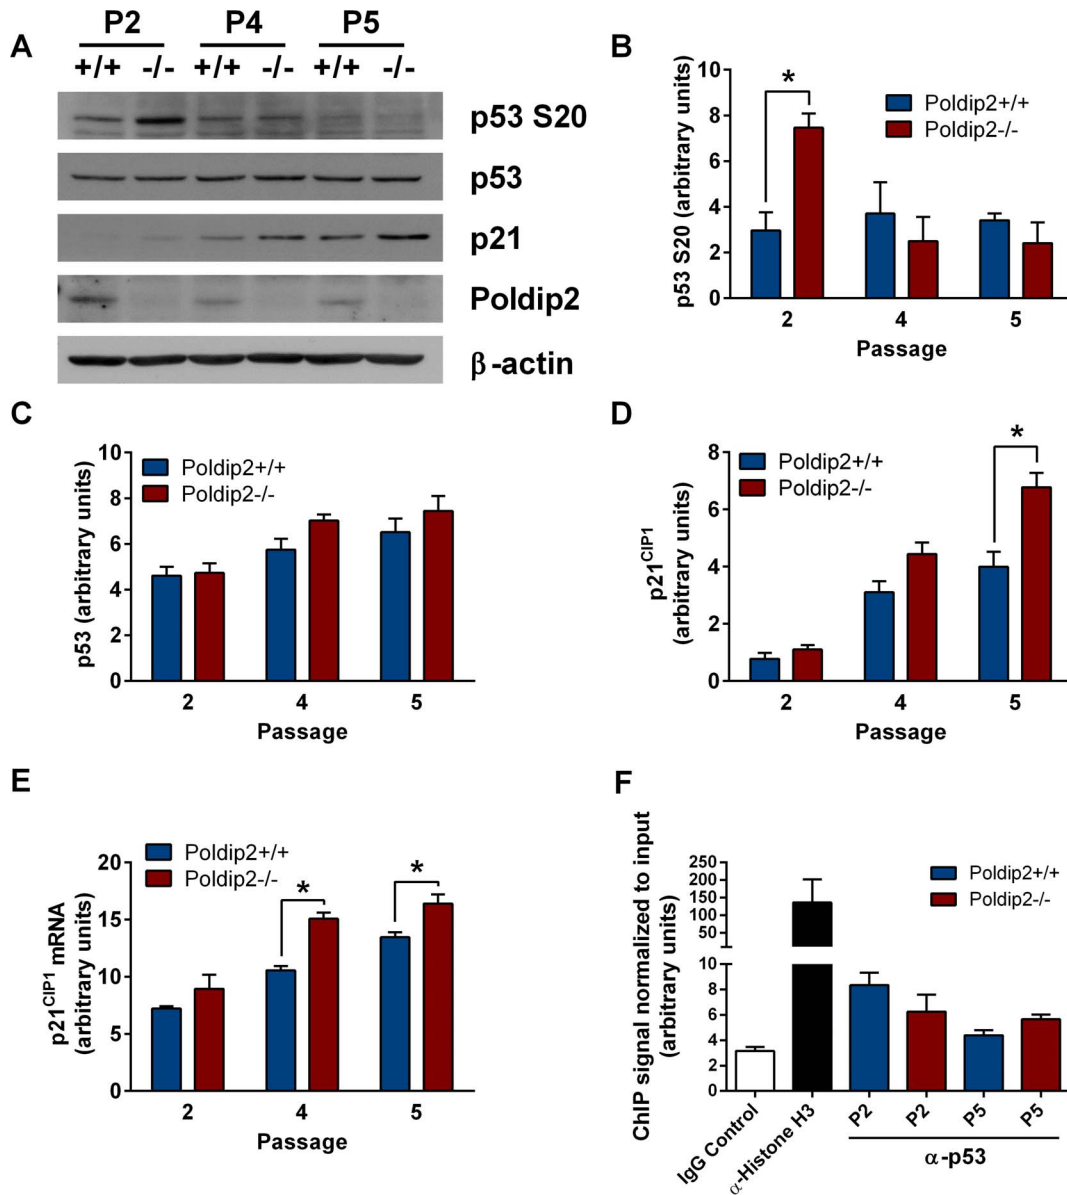 A
P2 P4 P5
+/+ -/- +/+ -/- +/+ -/-
p53 S20
p53
p21
Poldip2
β-actin
B
p53 S20 (arbitrary units)
10
8
6
4
2
0
*
Poldip2+/+
Poldip2-/-
2 4 5
Passage
C
p53 (arbitrary units)
10
8
6
4
2
0
Poldip2+/+
Poldip2-/-
2 4 5
Passage
D
p21CIP1
(arbitrary units)
8
6
4
2
0
Poldip2+/+
Poldip2-/-
*
2 4 5
Passage
E
p21CIP1 mRNA
(arbitrary units)
20
15
10
5
0
Poldip2+/+
Poldip2-/-
* *
2 4 5
Passage
F
ChIP signal normalized to input
(arbitrary units)
250
200
150
100
50
10
8
6
4
2
0
Poldip2+/+
Poldip2-/-
IgG Control
α-Histone H3
P2 P2 P5 P5
α-p53